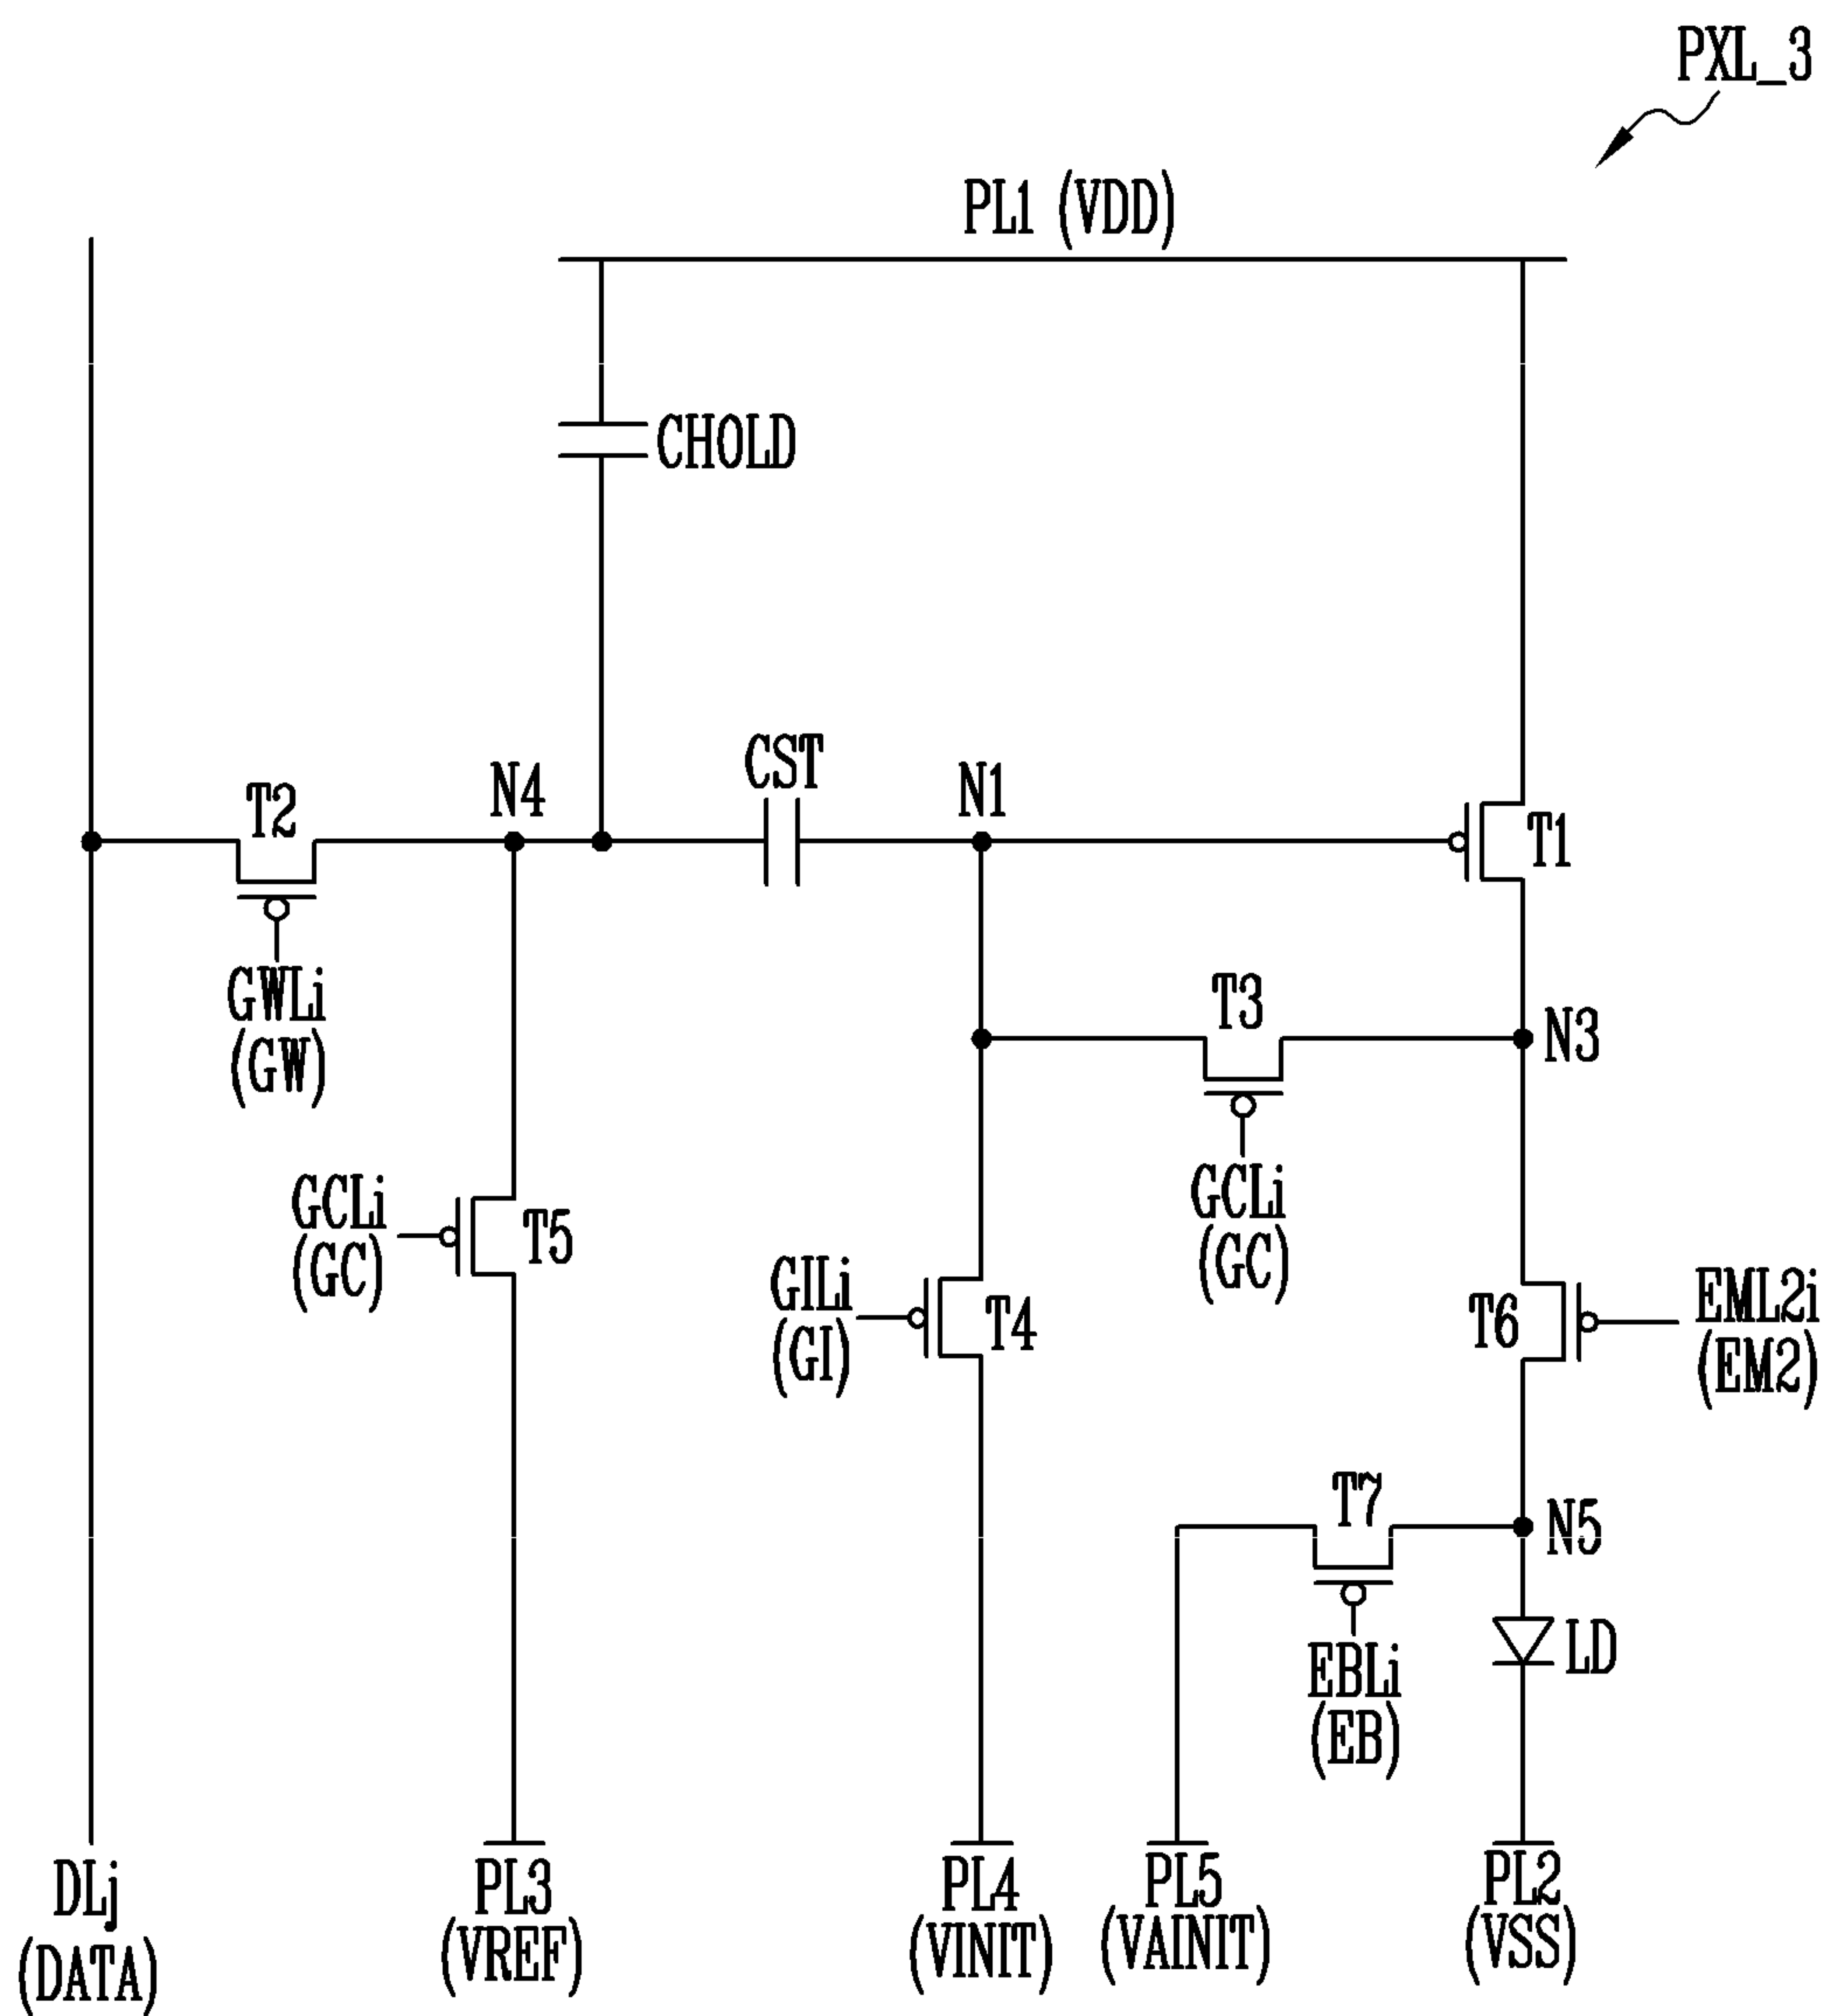 PXL_3
PL1 (VDD)
CHOLD
CST
N4
N1
T2
T1
GWLi
(GW)
T3
N3
GCLi
(GC)
T5
GCLi
(GC)
GILi
(GI)
T4
T6
EML2i
(EM2)
T7
N5
LD
EBLi
(EB)
DLj
(DATA)
PL3
(VREF)
PL4
(VINIT)
PL5
(VAINIT)
PL2
(VSS)